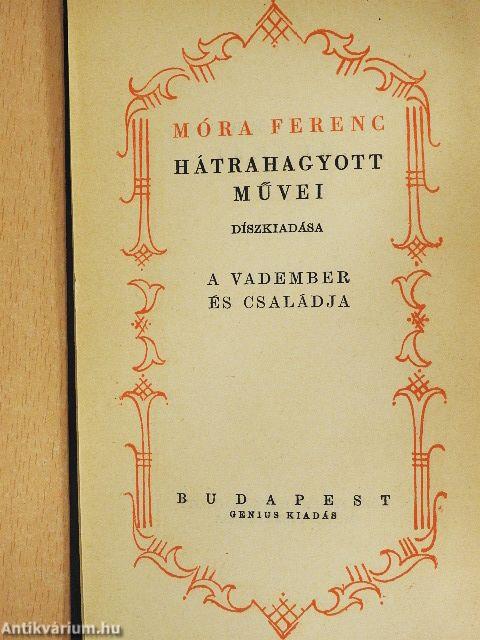 MÓRA FERENC
HÁTRAHAGYOTT
MŰVEI
DÍSZKIADÁSA
A VADEMBER
ÉS CSALÁDJA
BUDAPEST
GENIUS KIADÁS
Antikvárium.hu